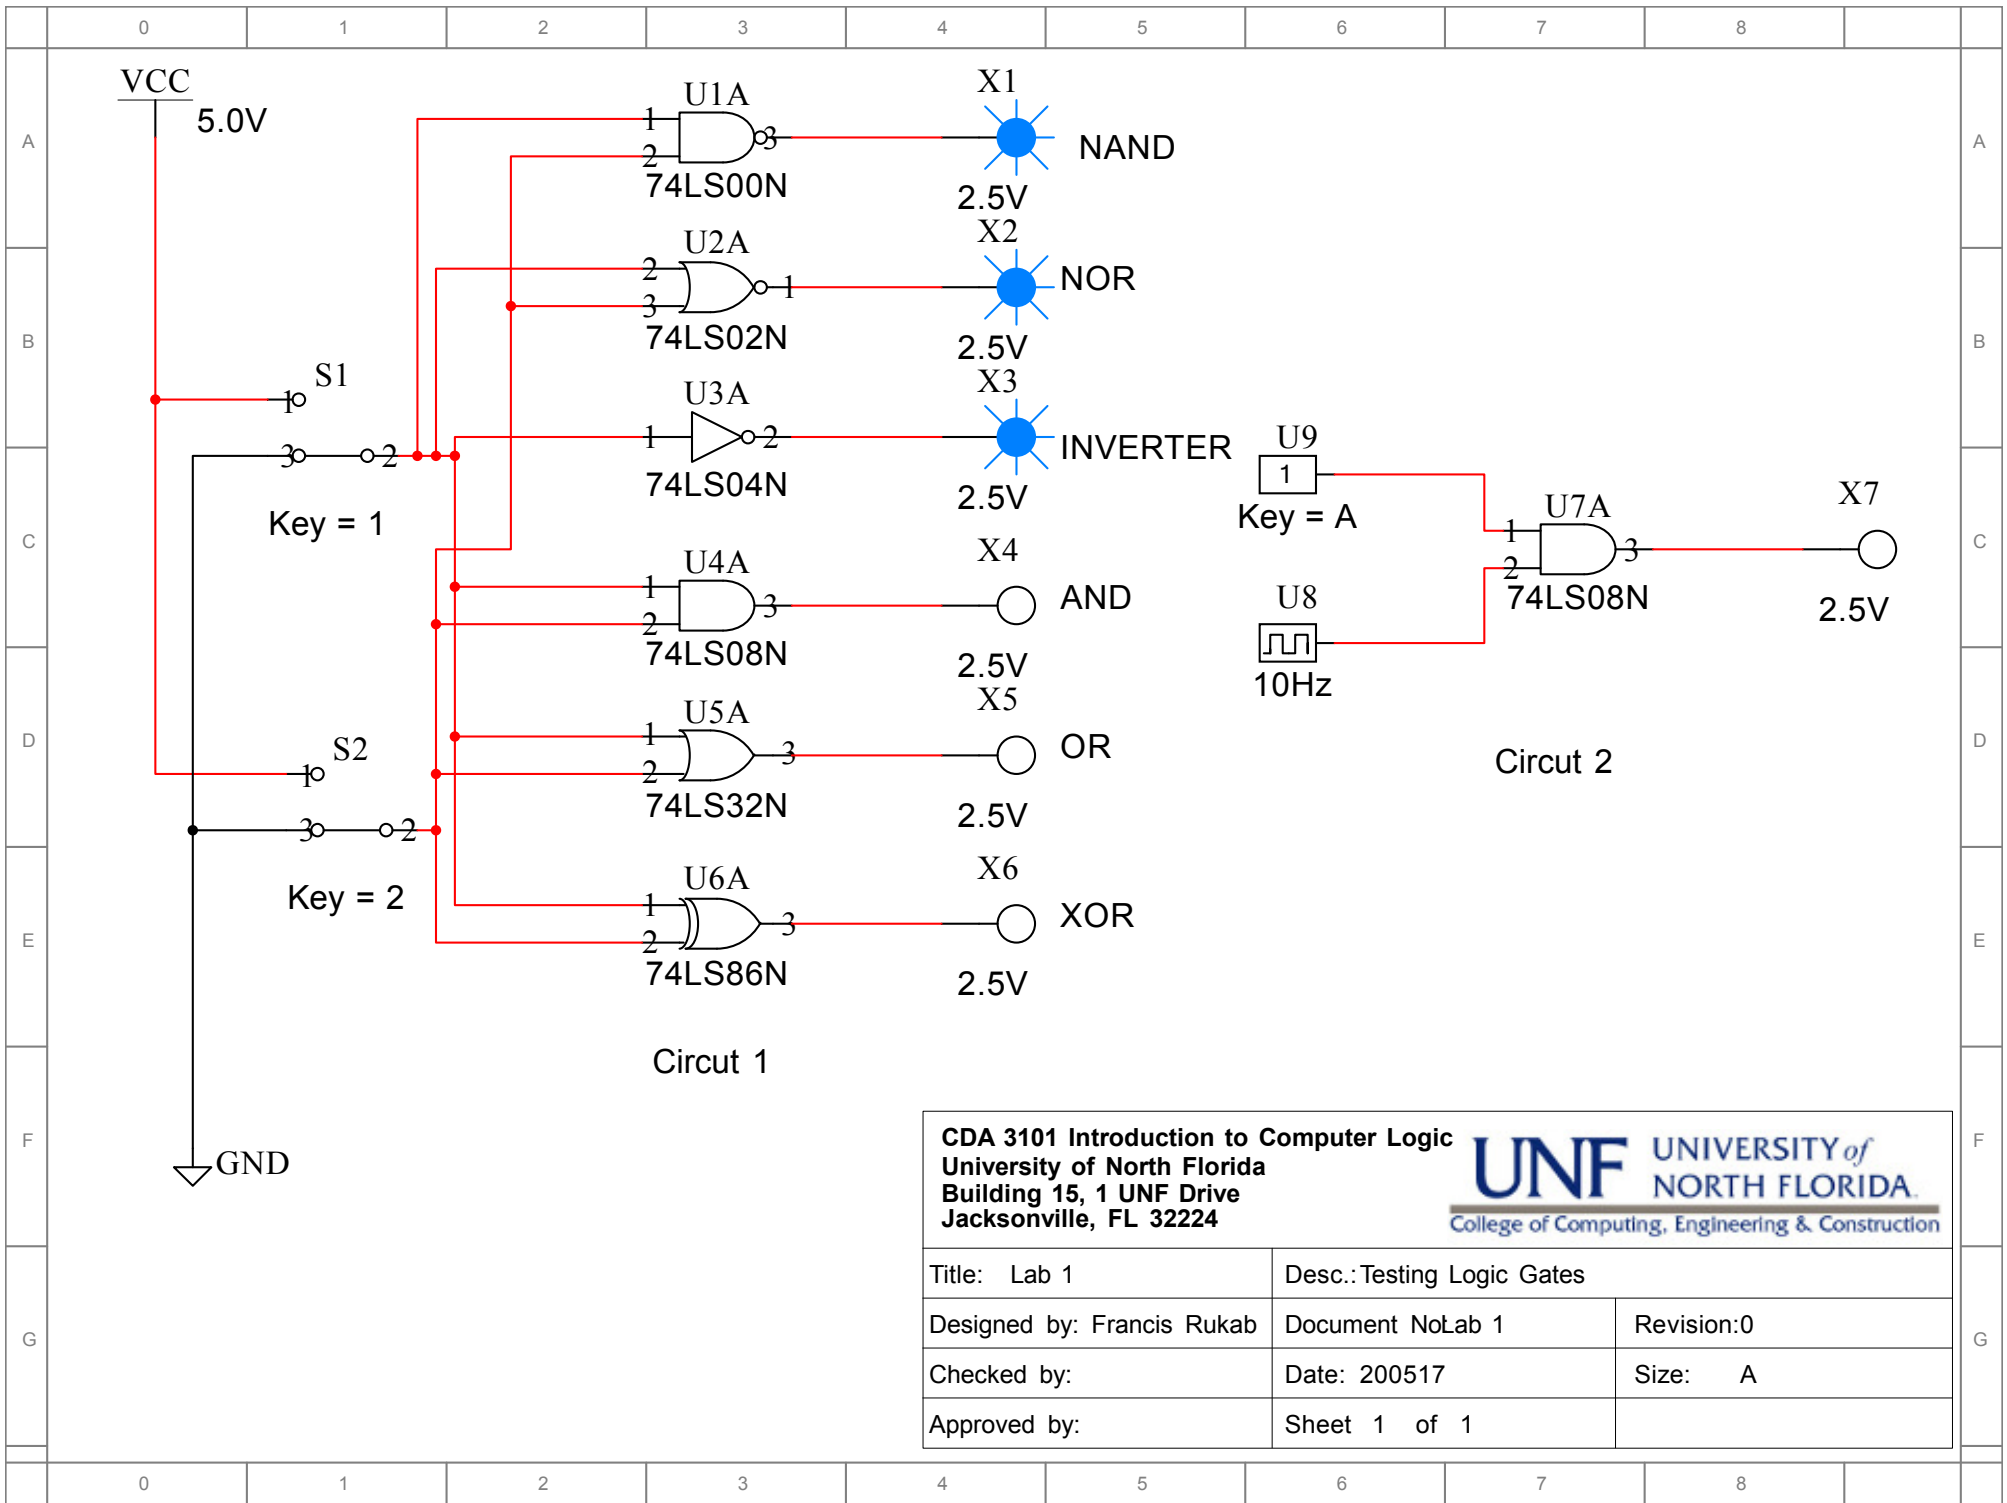 0 1 2 3 4 5 6 7 8
A A
B B
C C
D D
E E
F F
G G
VCC
5.0V
S1
1
3 2
Key = 1
S2
1
3 2
Key = 2
GND
U1A
1
2
3
74LS00N
X1
NAND
2.5V
U2A
2
3
1
74LS02N
X2
NOR
2.5V
U3A
1 2
74LS04N
X3
INVERTER
2.5V
U4A
1
2
3
74LS08N
X4
AND
2.5V
U5A
1
2
3
74LS32N
X5
OR
2.5V
U6A
1
2
3
74LS86N
X6
XOR
2.5V
Circut 1
U9
1
Key = A
U8
10Hz
U7A
1
2
3
74LS08N
X7
2.5V
Circut 2
CDA 3101 Introduction to Computer Logic
University of North Florida
Building 15, 1 UNF Drive
Jacksonville, FL 32224
UNF UNIVERSITY of
NORTH FLORIDA
College of Computing, Engineering & Construction
Title: Lab 1 Desc.: Testing Logic Gates
Designed by: Francis Rukab Document No Lab 1 Revision: 0
Checked by: Date: 200517 Size: A
Approved by: Sheet 1 of 1
0 1 2 3 4 5 6 7 8